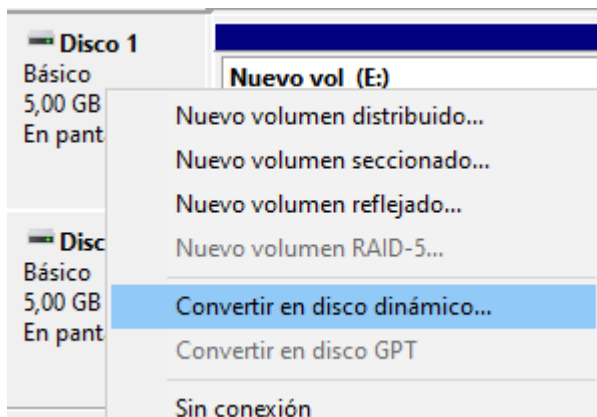 Disco 1
Básico
5,00 GB
En pant
Nuevo vol (E:)
Nuevo volumen distribuido...
Nuevo volumen seccionado...
Nuevo volumen reflejado...
Nuevo volumen RAID-5...
Convertir en disco dinámico...
Convertir en disco GPT
Sin conexión
Disc
Básico
5,00 GB
En pant